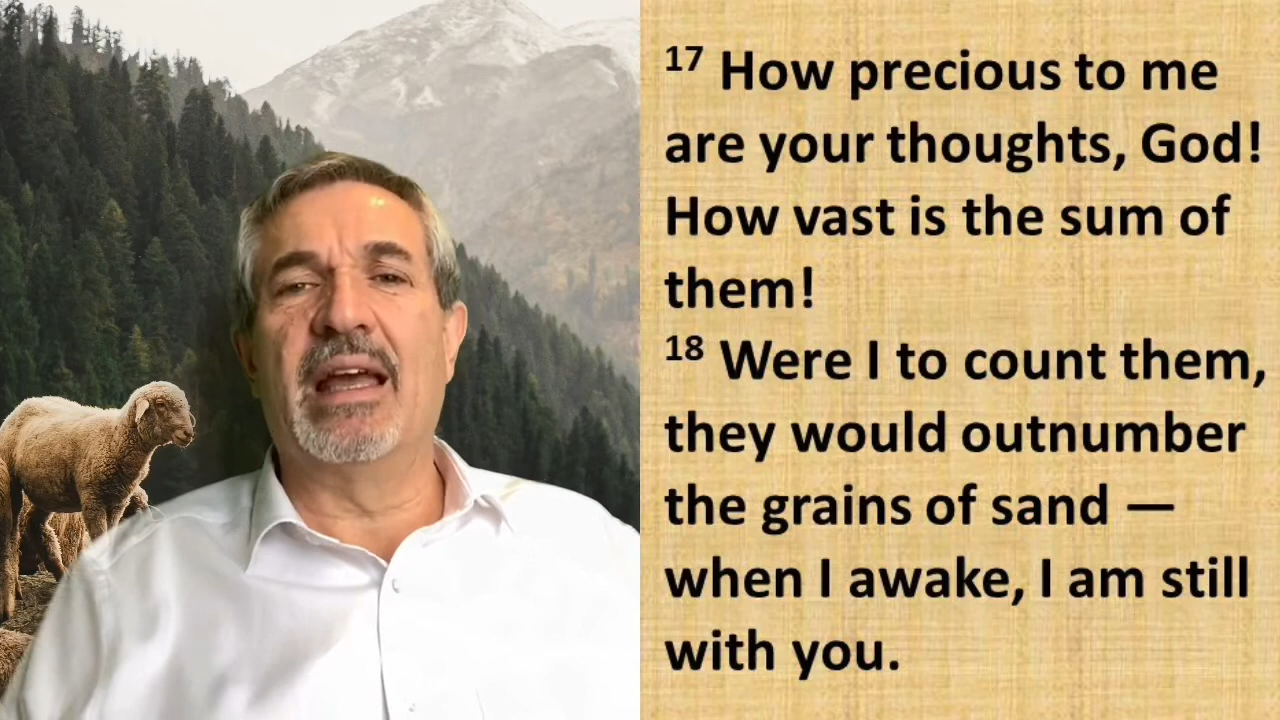 17 How precious to me
are your thoughts, God!
How vast is the sum of
them!
18 Were I to count them,
they would outnumber
the grains of sand —
when I awake, I am still
with you.